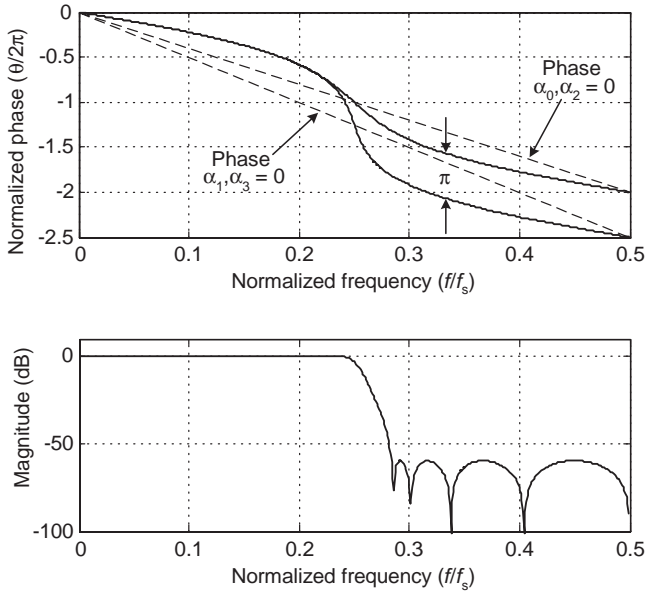 Normalized phase (θ/2π)
0
-0.5
-1
-1.5
-2
-2.5
Phase
α0,α2 = 0
Phase
α1,α3 = 0
π
0
0.1
0.2
0.3
0.4
0.5
Normalized frequency (f/fs)
Magnitude (dB)
0
-50
-100
0
0.1
0.2
0.3
0.4
0.5
Normalized frequency (f/fs)